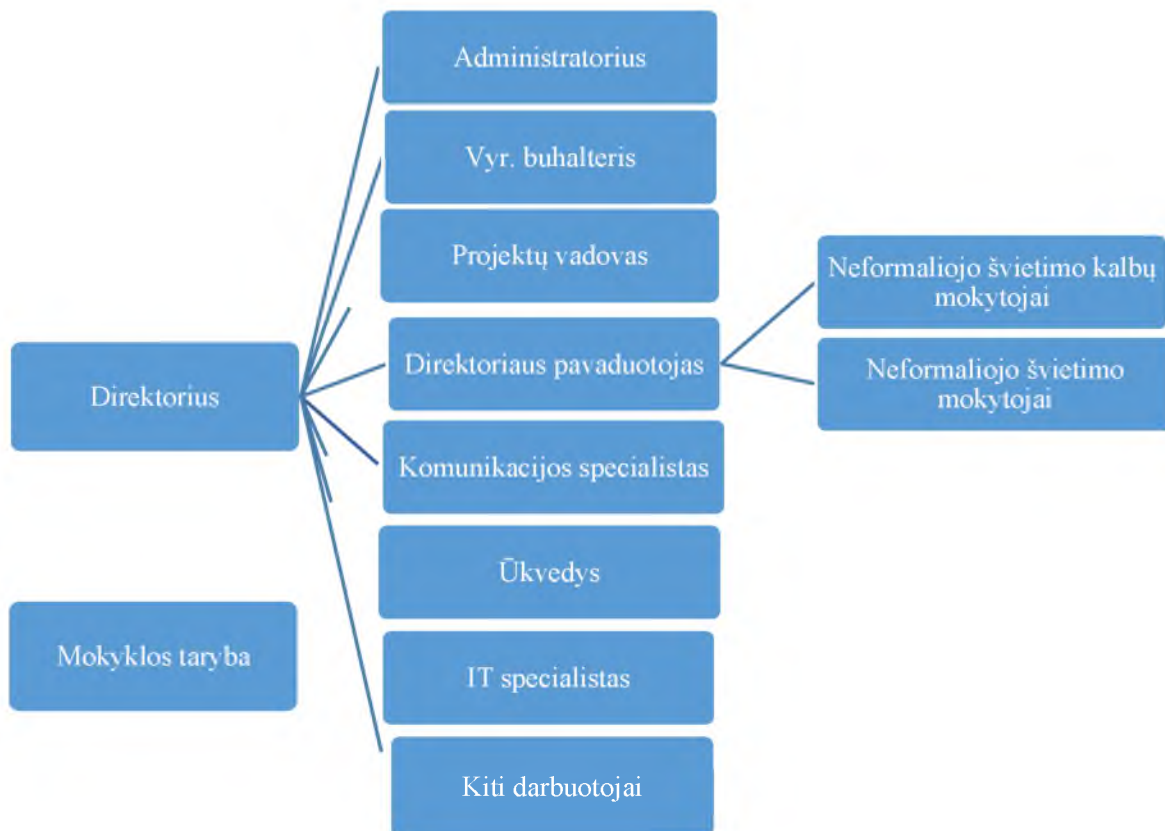 Direktorius
Mokyklos taryba
Administratorius
Vyr. buhalteris
Projektų vadovas
Direktoriaus pavaduotojas
Komunikacijos specialistas
Ūkvedys
IT specialistas
Kiti darbuotojai
Neformaliojo švietimo kalbų
mokytojai
Neformaliojo švietimo
mokytojai